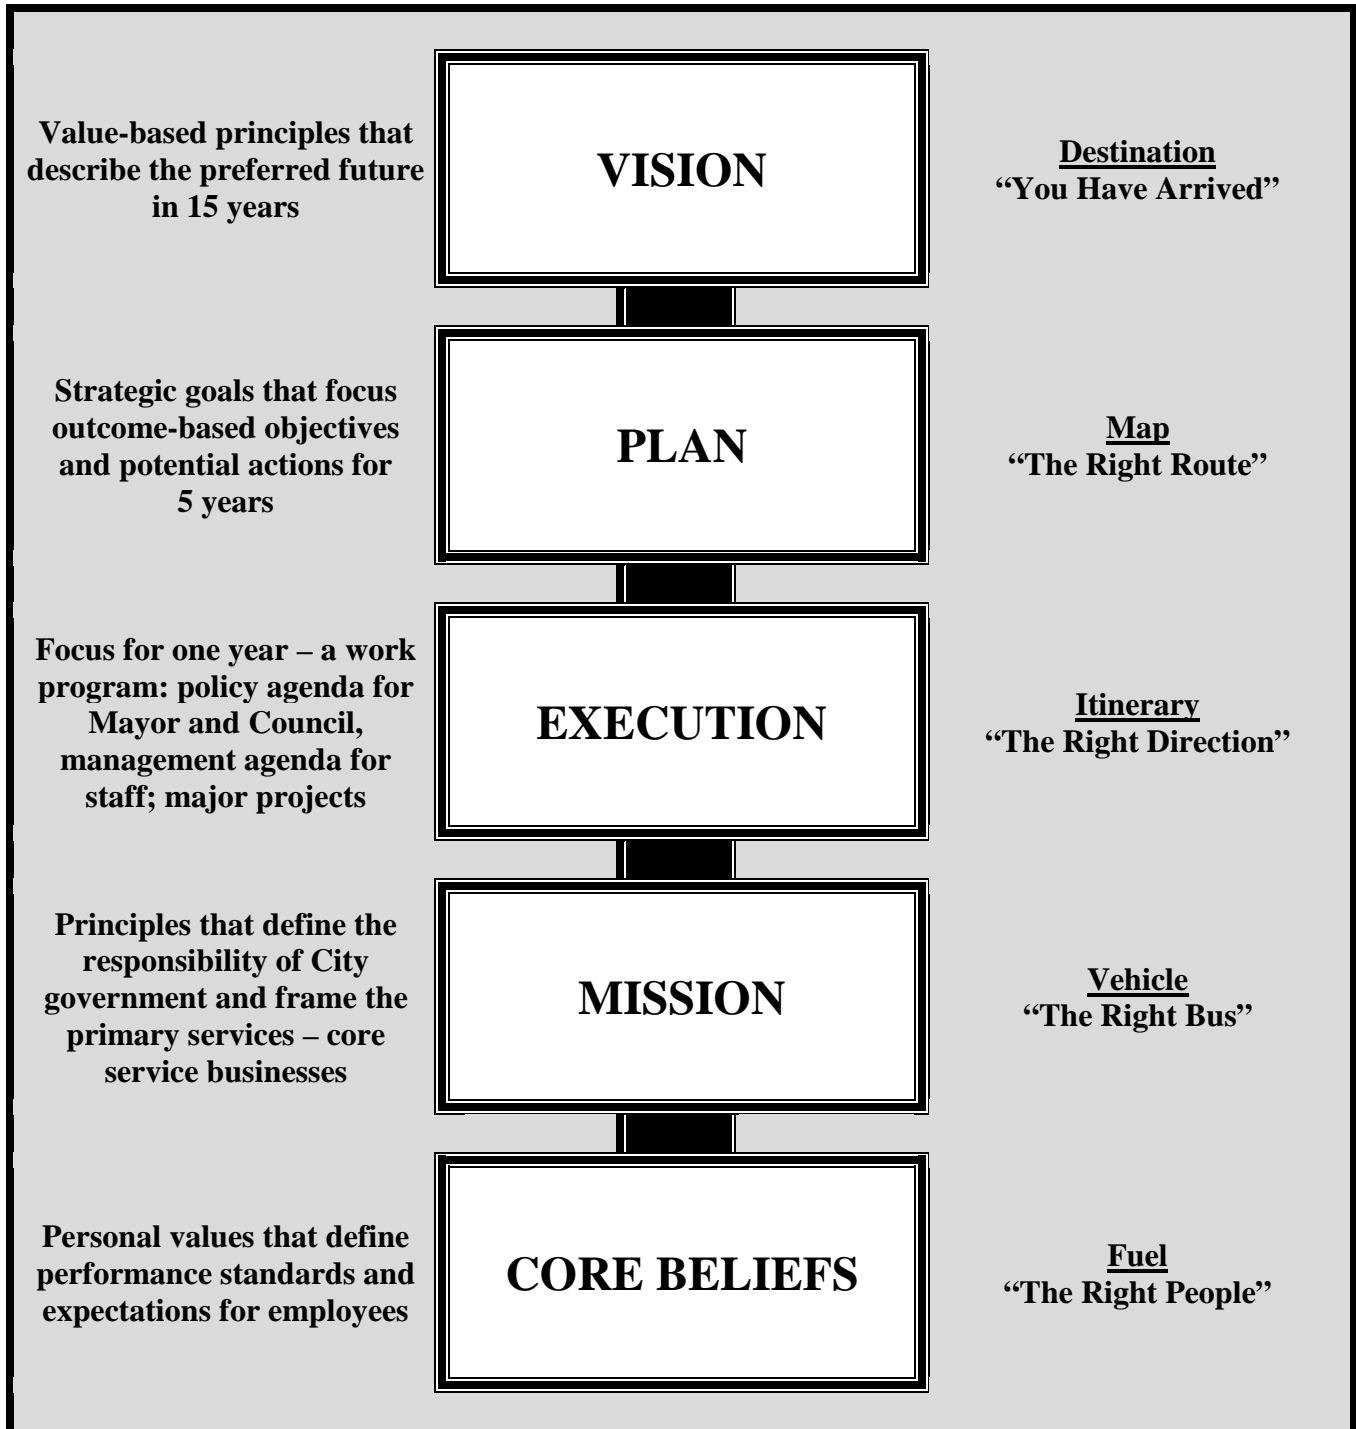 Value-based principles that
describe the preferred future
in 15 years
VISION
Destination
“You Have Arrived”
Strategic goals that focus
outcome-based objectives
and potential actions for
5 years
PLAN
Map
“The Right Route”
Focus for one year – a work
program: policy agenda for
Mayor and Council,
management agenda for
staff; major projects
EXECUTION
Itinerary
“The Right Direction”
Principles that define the
responsibility of City
government and frame the
primary services – core
service businesses
MISSION
Vehicle
“The Right Bus”
Personal values that define
performance standards and
expectations for employees
CORE BELIEFS
Fuel
“The Right People”